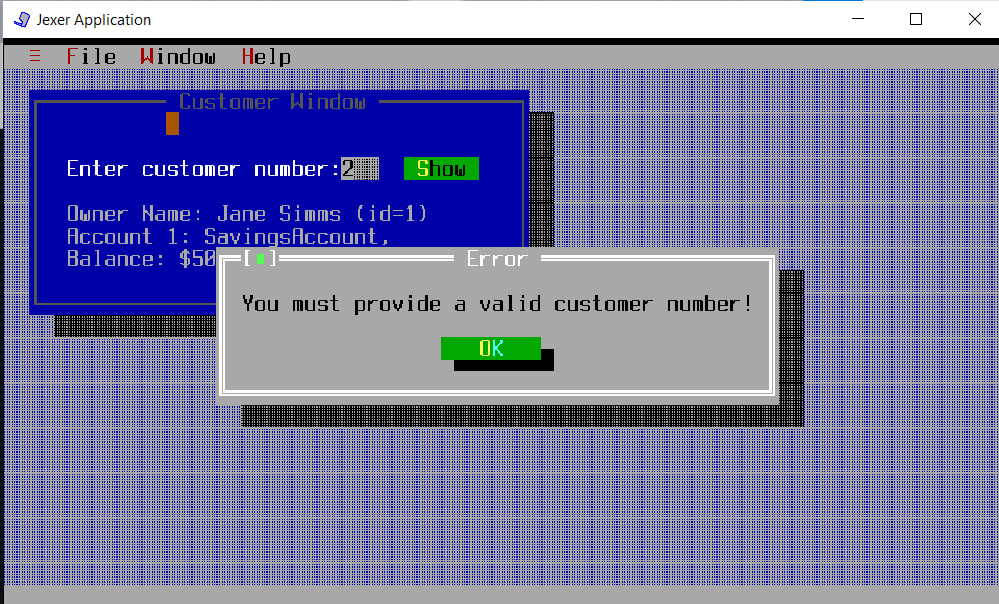 Jexer Application
File Window Help
Customer Window
Enter customer number:2 Show
Owner Name: Jane Simms (id=1)
Account 1: SavingsAccount,
Balance: $50
Error
You must provide a valid customer number!
OK